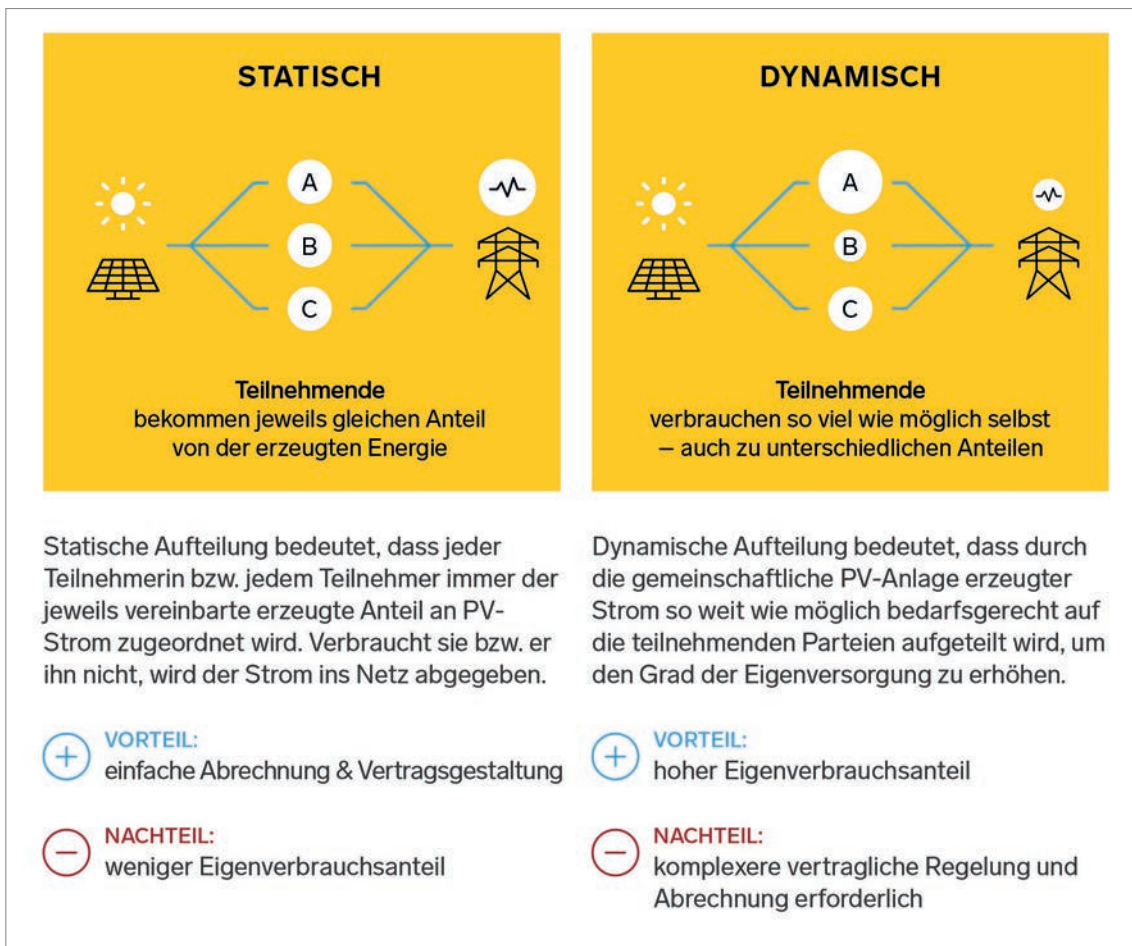 STATISCH
A
B
C
Teilnehmende
bekommen jeweils gleichen Anteil
von der erzeugten Energie
Statische Aufteilung bedeutet, dass jeder
Teilnehmerin bzw. jedem Teilnehmer immer der
jeweils vereinbarte erzeugte Anteil an PV-
Strom zugeordnet wird. Verbraucht sie bzw. er
ihn nicht, wird der Strom ins Netz abgegeben.
VORTEIL:
einfache Abrechnung & Vertragsgestaltung
NACHTEIL:
weniger Eigenverbrauchsanteil
DYNAMISCH
A
B
C
Teilnehmende
verbrauchen so viel wie möglich selbst
– auch zu unterschiedlichen Anteilen
Dynamische Aufteilung bedeutet, dass durch
die gemeinschaftliche PV-Anlage erzeugter
Strom so weit wie möglich bedarfsgerecht auf
die teilnehmenden Parteien aufgeteilt wird, um
den Grad der Eigenversorgung zu erhöhen.
VORTEIL:
hoher Eigenverbrauchsanteil
NACHTEIL:
komplexere vertragliche Regelung und
Abrechnung erforderlich